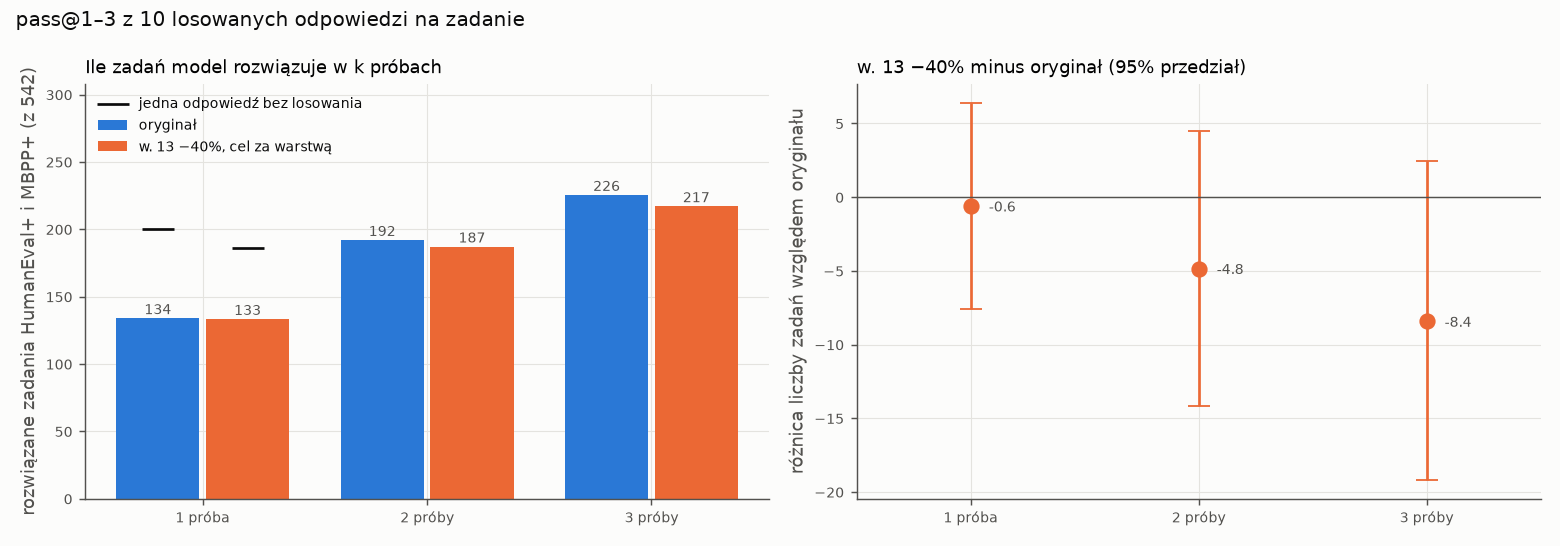 pass@1–3 z 10 losowanych odpowiedzi na zadanie
Ile zadań model rozwiązuje w k próbach
rozwiązane zadania HumanEval+ i MBPP+ (z 542)
300
250
200
150
100
50
0
jedna odpowiedź bez losowania
oryginał
w. 13 −40%, cel za warstwą
134
133
192
187
226
217
1 próba
2 próby
3 próby
w. 13 −40% minus oryginał (95% przedział)
różnica liczby zadań względem oryginału
5
0
−5
−10
−15
−20
-0.6
-4.8
-8.4
1 próba
2 próby
3 próby